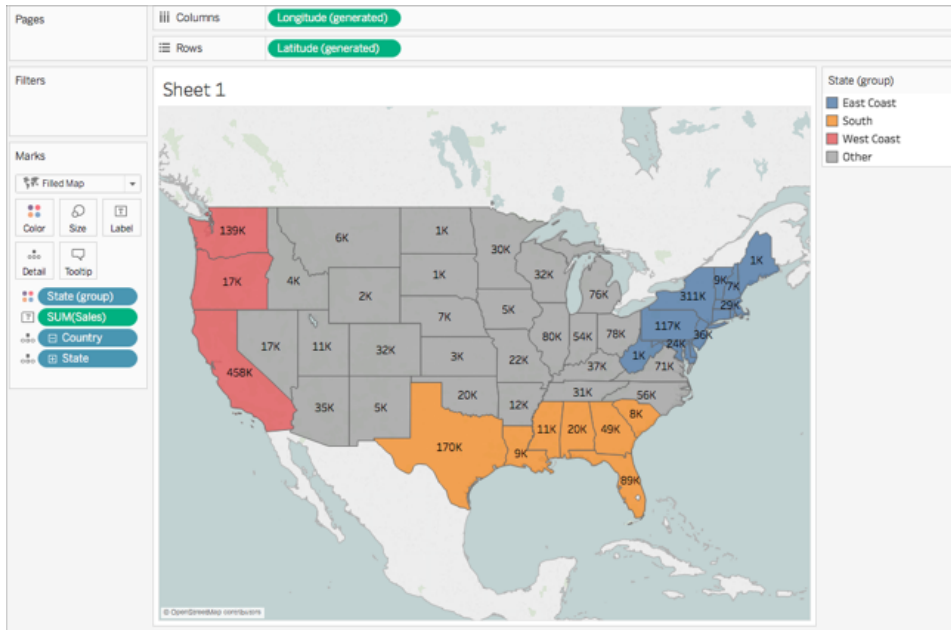 Pages
Columns
Longitude (generated)
Rows
Latitude (generated)
Filters
Sheet 1
State (group)
East Coast
South
West Coast
Other
Marks
Filled Map
Color
Size
Label
Detail
Tooltip
State (group)
SUM(Sales)
Country
State
139K
6K
1K
30K
1K
17K
4K
2K
1K
32K
76K
311K
9K
7K
29K
7K
5K
117K
36K
17K
11K
32K
80K
54K
78K
24K
1K
71K
458K
3K
22K
37K
35K
5K
20K
12K
31K
56K
170K
9K
11K
20K
49K
8K
89K
© OpenStreetMap contributors